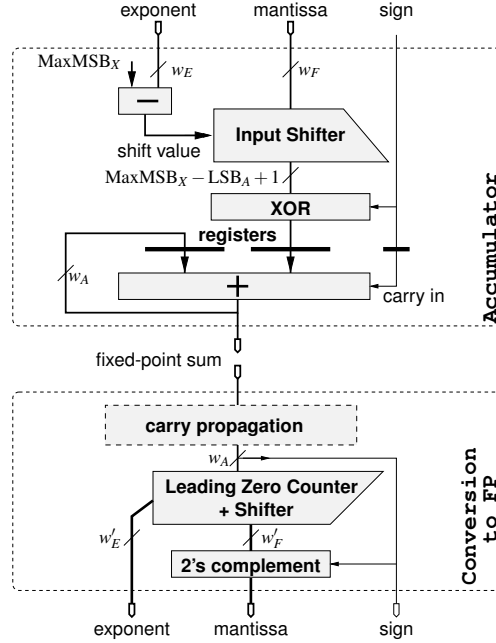 exponent mantissa sign
MaxMSB_X
w_E w_F
Input Shifter
shift value
MaxMSB_X − LSB_A + 1
XOR
registers
w_A
carry in
Accumulator
fixed-point sum
carry propagation
w_A
Leading Zero Counter
+ Shifter
w'_E w'_F
2's complement
Conversion
to FP
exponent mantissa sign